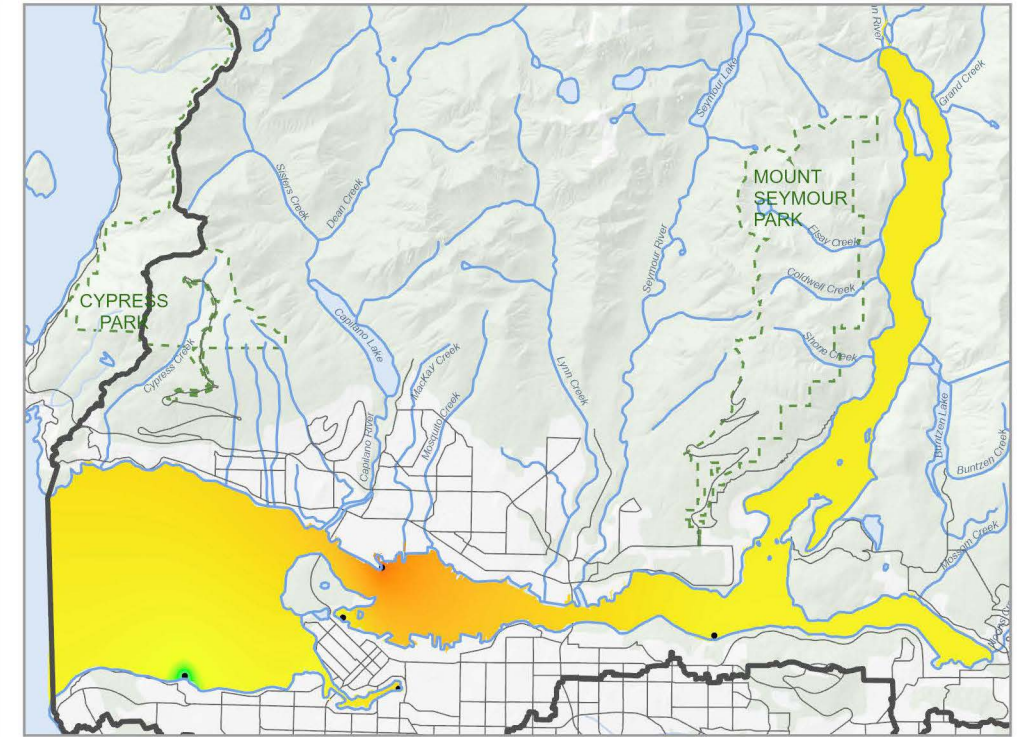 River
Grand Creek
Seymour Lake
MOUNT
SEYMOUR
PARK
Sisters Creek
Dean Creek
Elsay Creek
Seymour River
Coldwell Creek
CYPRESS
PARK
Capilano Lake
Shone Creek
Cypress Creek
MacKay Creek
Lynn Creek
Mosquito Creek
Buntzen Lake
Capilano River
Buntzen Creek
Mossom Creek